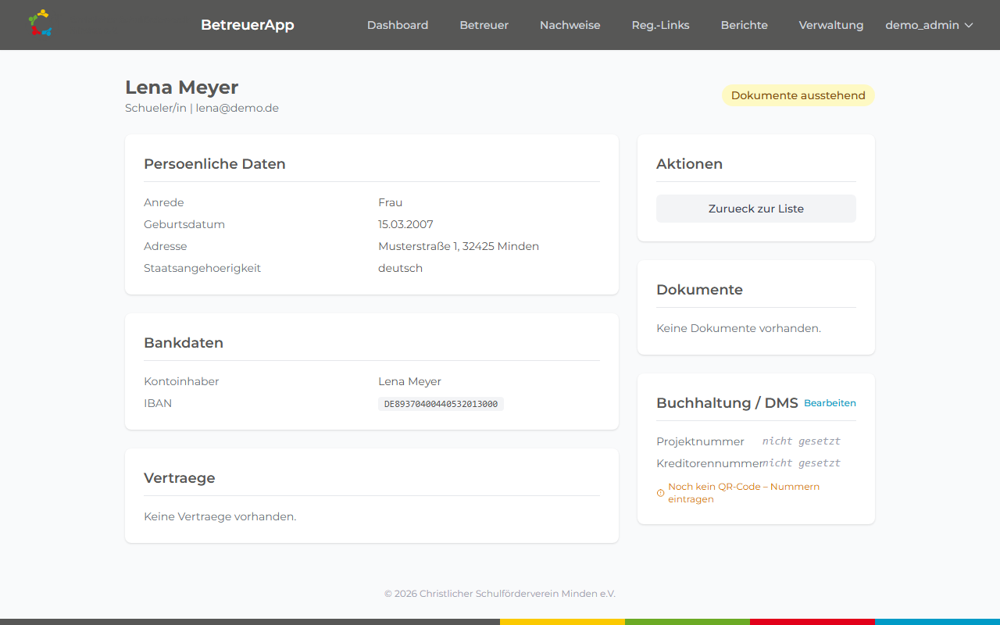 BetreuerApp
Dashboard
Betreuer
Nachweise
Reg.-Links
Berichte
Verwaltung
demo_admin
Lena Meyer
Schueler/in | lena@demo.de
Dokumente ausstehend
Persoenliche Daten
Anrede Frau
Geburtsdatum 15.03.2007
Adresse Musterstraße 1, 32425 Minden
Staatsangehoerigkeit deutsch
Bankdaten
Kontoinhaber Lena Meyer
IBAN DE89370400440532013000
Vertraege
Keine Vertraege vorhanden.
Aktionen
Zurueck zur Liste
Dokumente
Keine Dokumente vorhanden.
Buchhaltung / DMS Bearbeiten
Projektnummer nicht gesetzt
Kreditorennummer nicht gesetzt
Noch kein QR-Code – Nummern
eintragen
© 2026 Christlicher Schulförderverein Minden e.V.